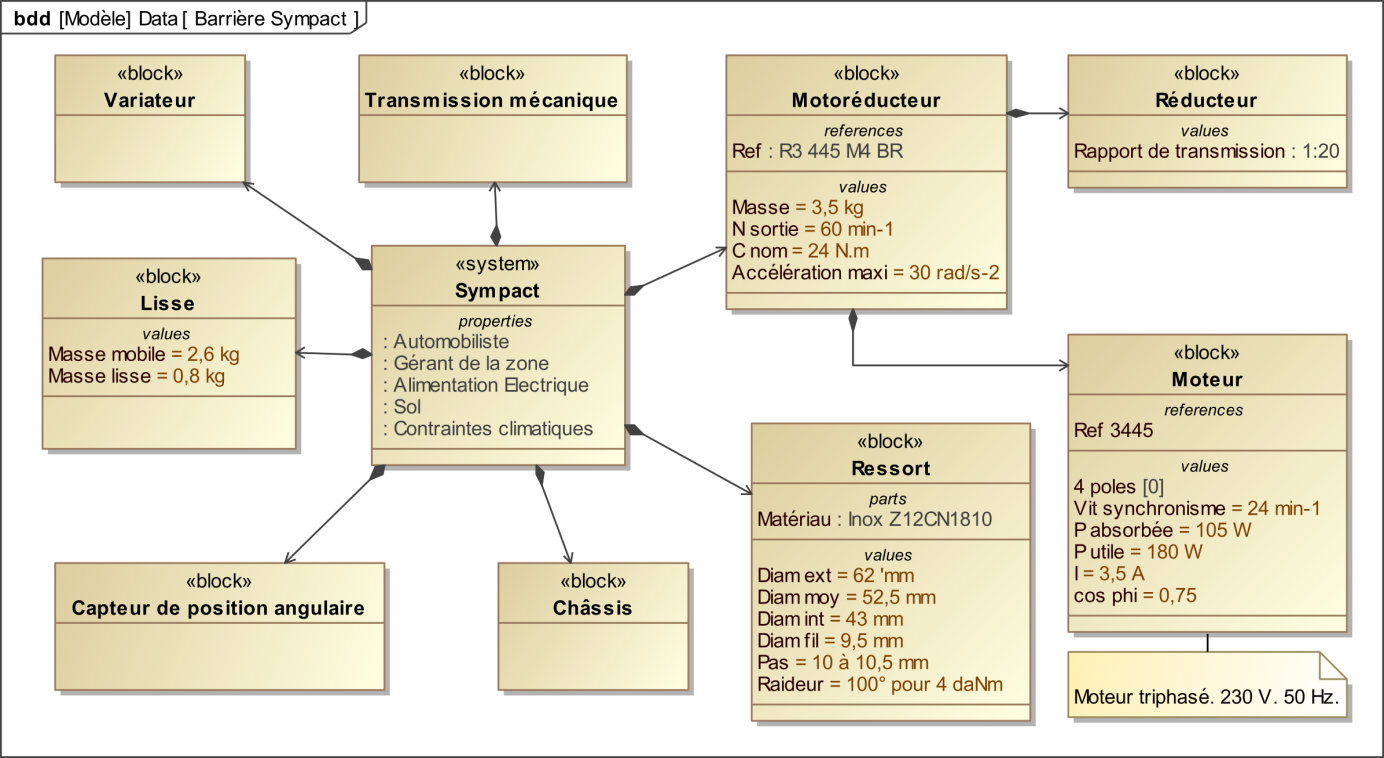 bdd [Modèle] Data [ Barrière Sympact ]
«block»
Variateur
«block»
Transmission mécanique
«block»
Motoréducteur
references
Ref : R3 445 M4 BR
values
Masse = 3,5 kg
N sortie = 60 min-1
C nom = 24 N.m
Accélération maxi = 30 rad/s-2
«block»
Réducteur
values
Rapport de transmission : 1:20
«block»
Lisse
values
Masse mobile = 2,6 kg
Masse lisse = 0,8 kg
«system»
Sympact
properties
: Automobiliste
: Gérant de la zone
: Alimentation Electrique
: Sol
: Contraintes climatiques
«block»
Moteur
references
Ref 3445
values
4 poles [0]
Vit synchronisme = 24 min-1
P absorbée = 105 W
P utile = 180 W
I = 3,5 A
cos phi = 0,75
«block»
Ressort
parts
Matériau : Inox Z12CN1810
values
Diam ext = 62 'mm
Diam moy = 52,5 mm
Diam int = 43 mm
Diam fil = 9,5 mm
Pas = 10 à 10,5 mm
Raideur = 100° pour 4 daNm
«block»
Capteur de position angulaire
«block»
Châssis
Moteur triphasé. 230 V. 50 Hz.